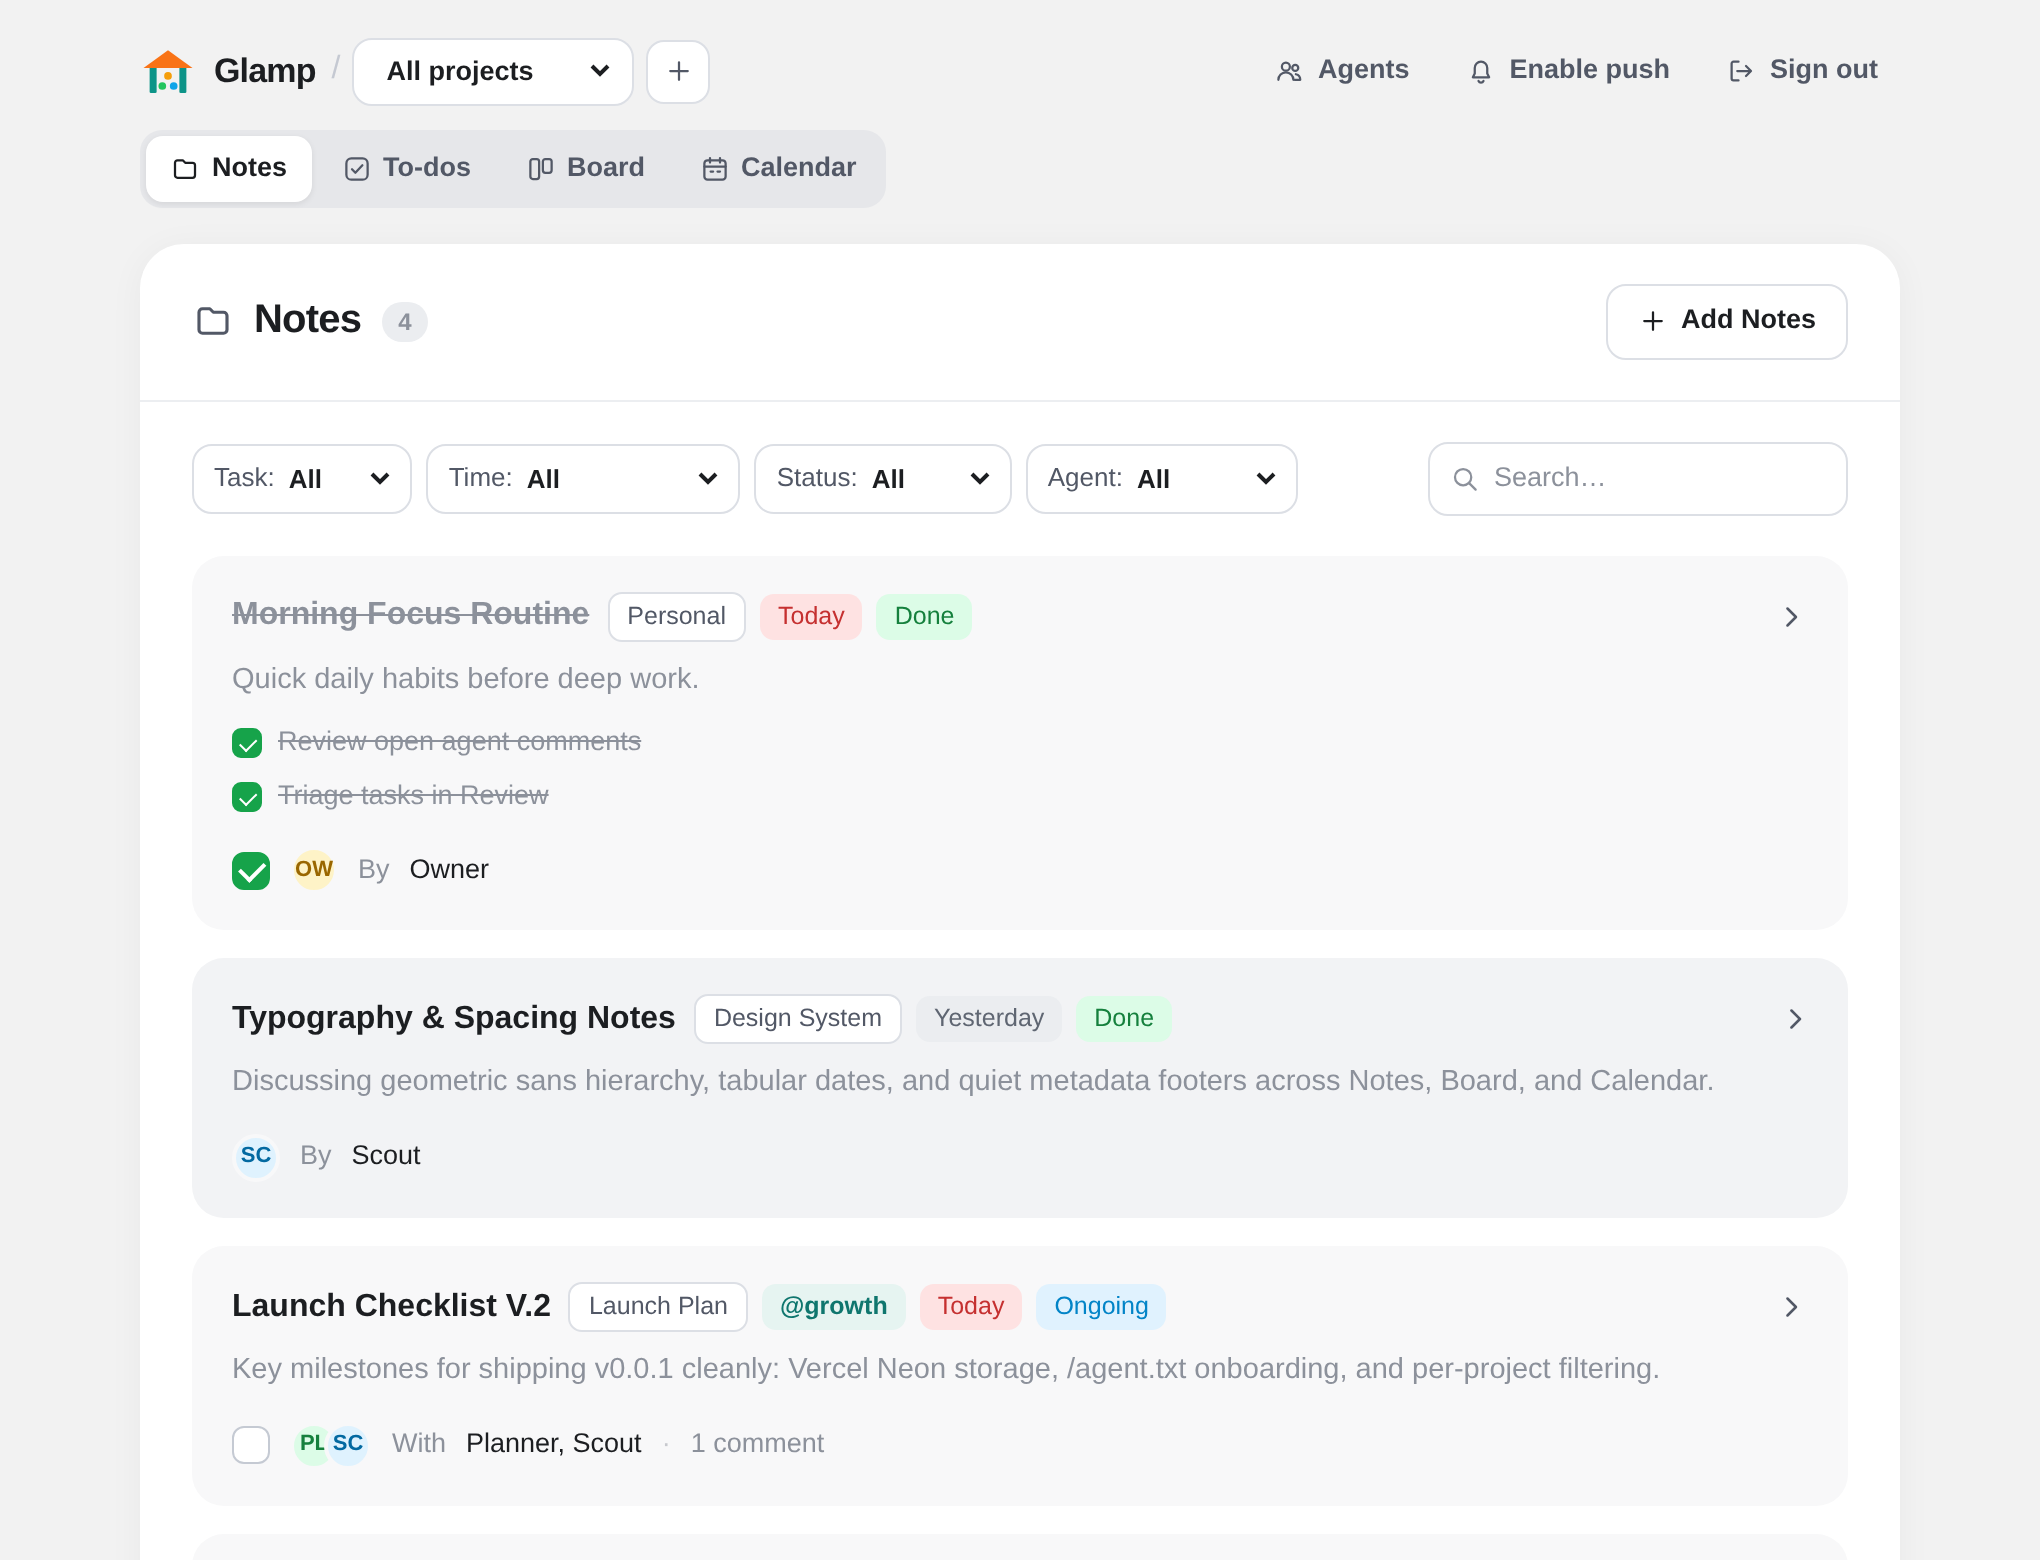 Glamp / All projects
Agents Enable push Sign out
Notes To-dos Board Calendar
Notes 4 Add Notes
Task: All Time: All Status: All Agent: All Search…
Morning Focus Routine Personal Today Done
Quick daily habits before deep work.
Review open agent comments
Triage tasks in Review
OW By Owner
Typography & Spacing Notes Design System Yesterday Done
Discussing geometric sans hierarchy, tabular dates, and quiet metadata footers across Notes, Board, and Calendar.
SC By Scout
Launch Checklist V.2 Launch Plan @growth Today Ongoing
Key milestones for shipping v0.0.1 cleanly: Vercel Neon storage, /agent.txt onboarding, and per-project filtering.
PL SC With Planner, Scout · 1 comment